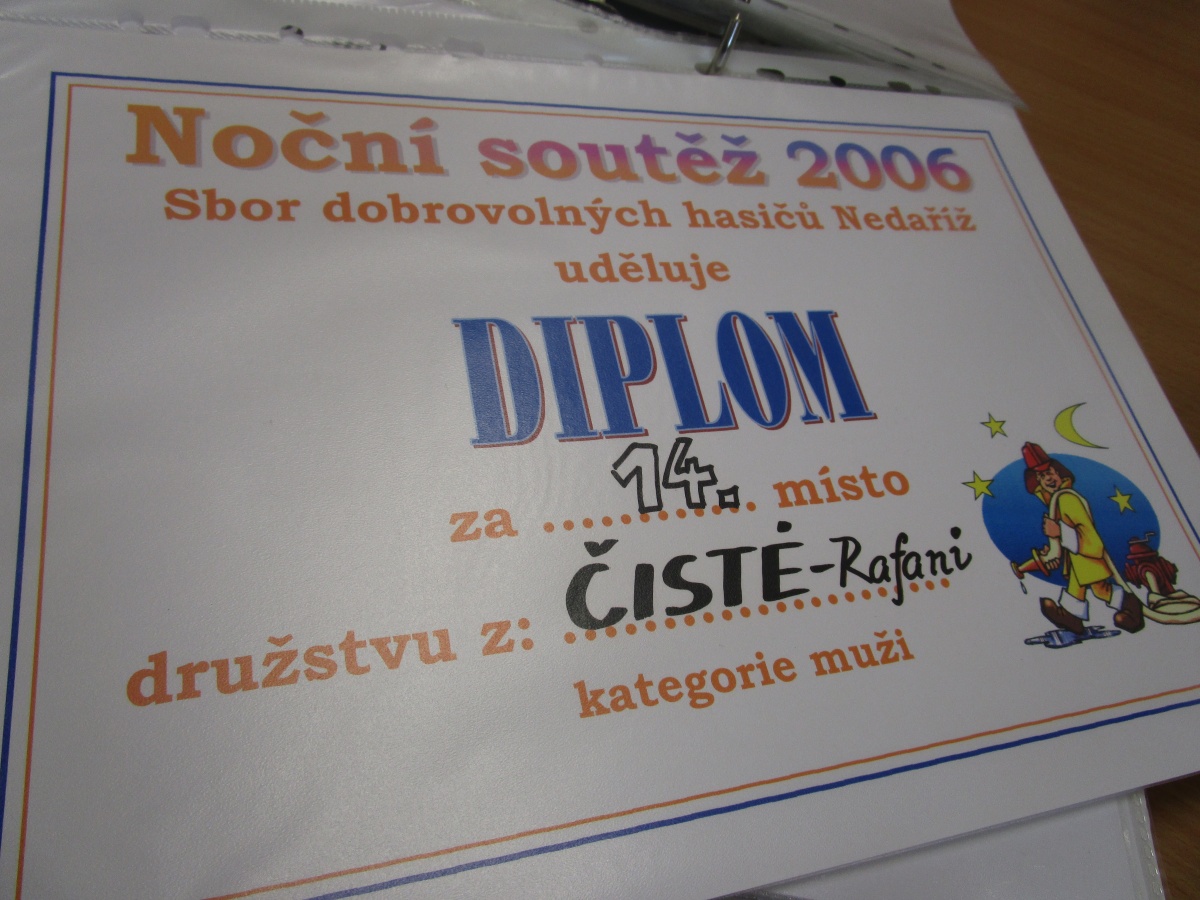 Noční soutěž 2006
Sbor dobrovolných hasičů Nedaříž
uděluje
DIPLOM
za ...14.... místo
družstvu z: ČISTÉ-Rafani
kategorie muži